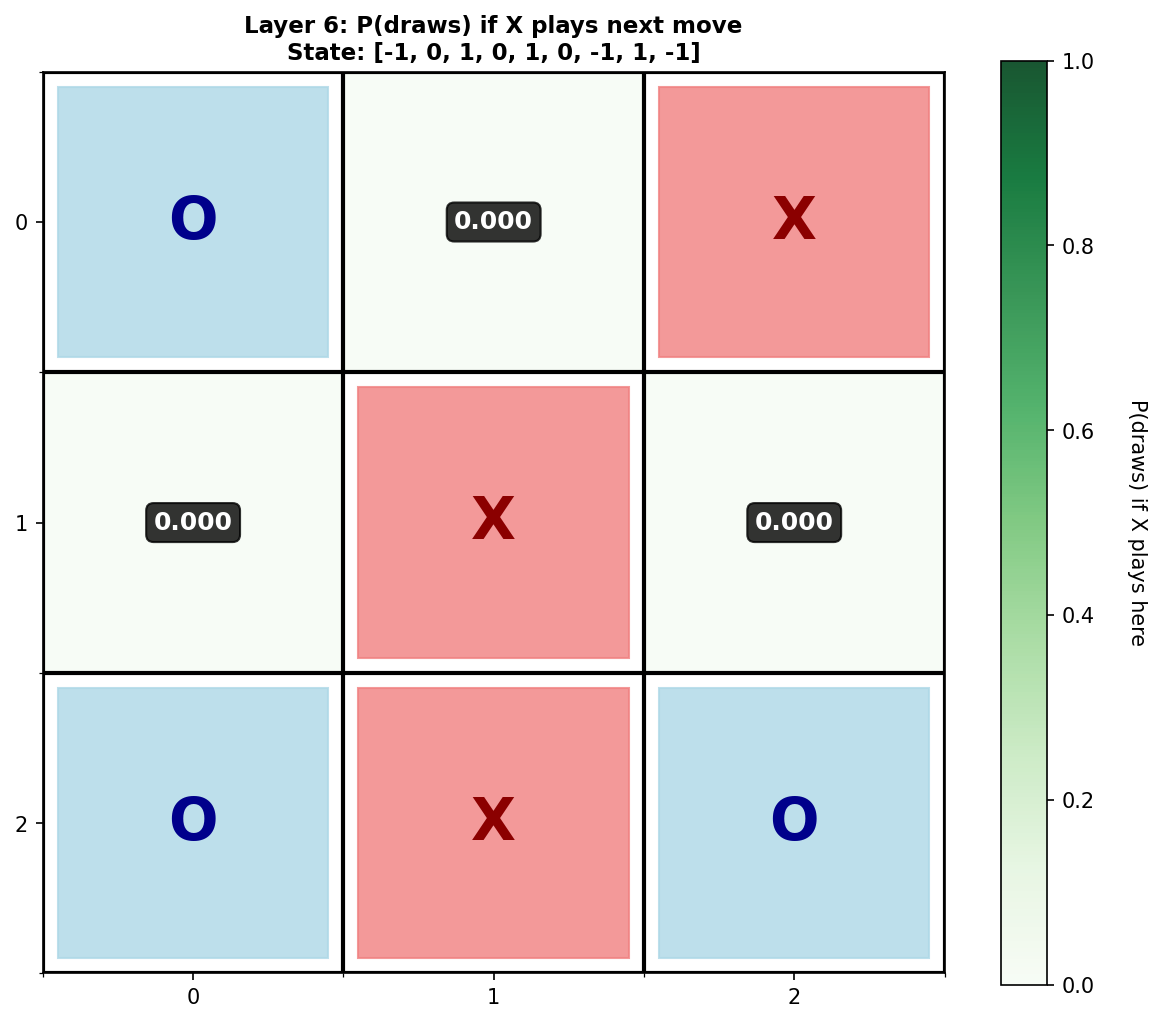 Layer 6: P(draws) if X plays next move
State: [-1, 0, 1, 0, 1, 0, -1, 1, -1]
0
O
0.000
X
1
0.000
X
0.000
2
O
X
O
0
1
2
1.0
0.8
0.6
0.4
0.2
0.0
P(draws) if X plays here